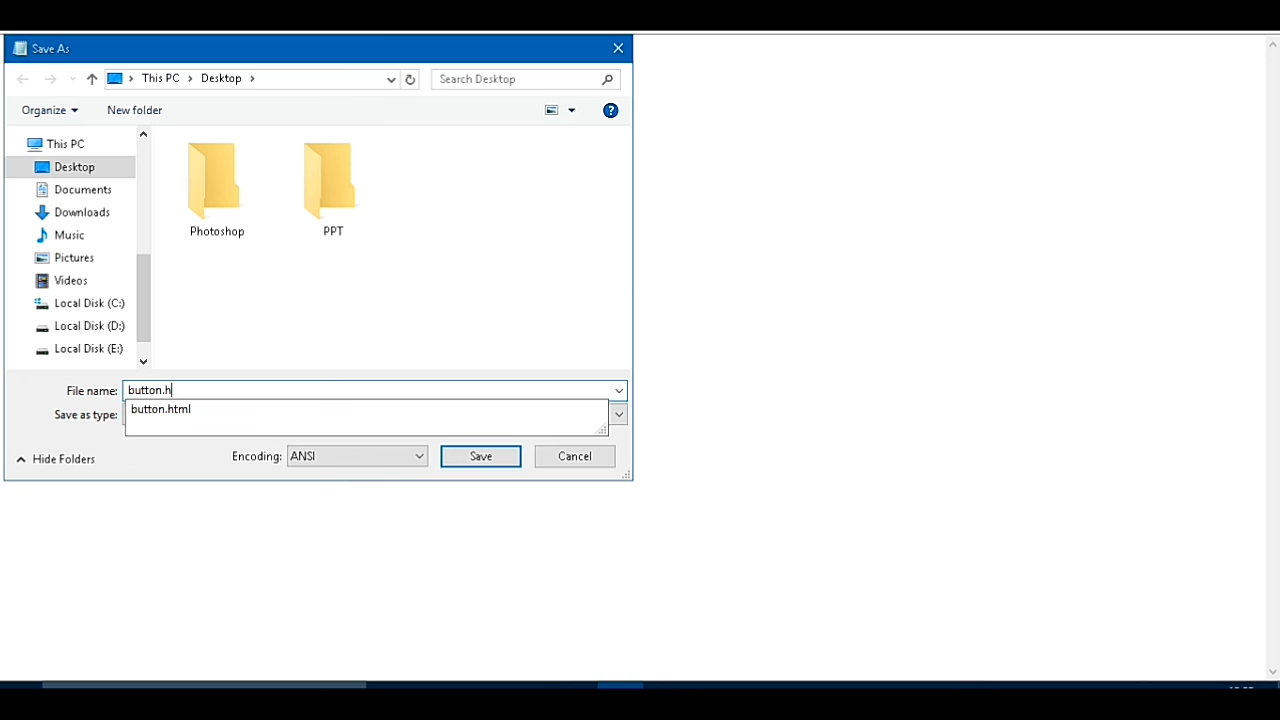 Save As
This PC
Desktop
Search Desktop
Organize
New folder
This PC
Desktop
Documents
Downloads
Music
Pictures
Videos
Local Disk (C:)
Local Disk (D:)
Local Disk (E:)
Photoshop
PPT
File name: button.h
button.html
Save as type:
Hide Folders
Encoding: ANSI
Save
Cancel